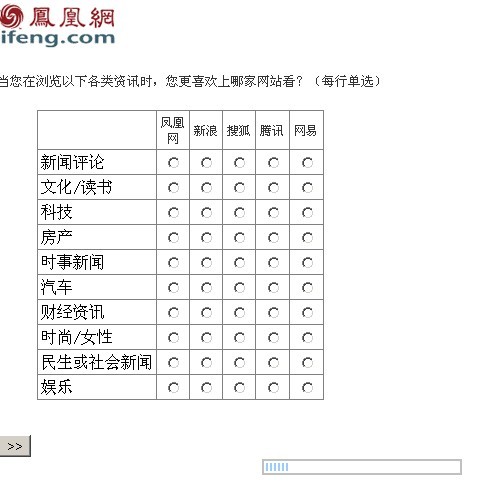 鳳凰網
ifeng.com
当您在浏览以下各类资讯时，您更喜欢上哪家网站看？（每行单选）
凤凰网 新浪 搜狐 腾讯 网易
新闻评论
文化/读书
科技
房产
时事新闻
汽车
财经资讯
时尚/女性
民生或社会新闻
娱乐
>>